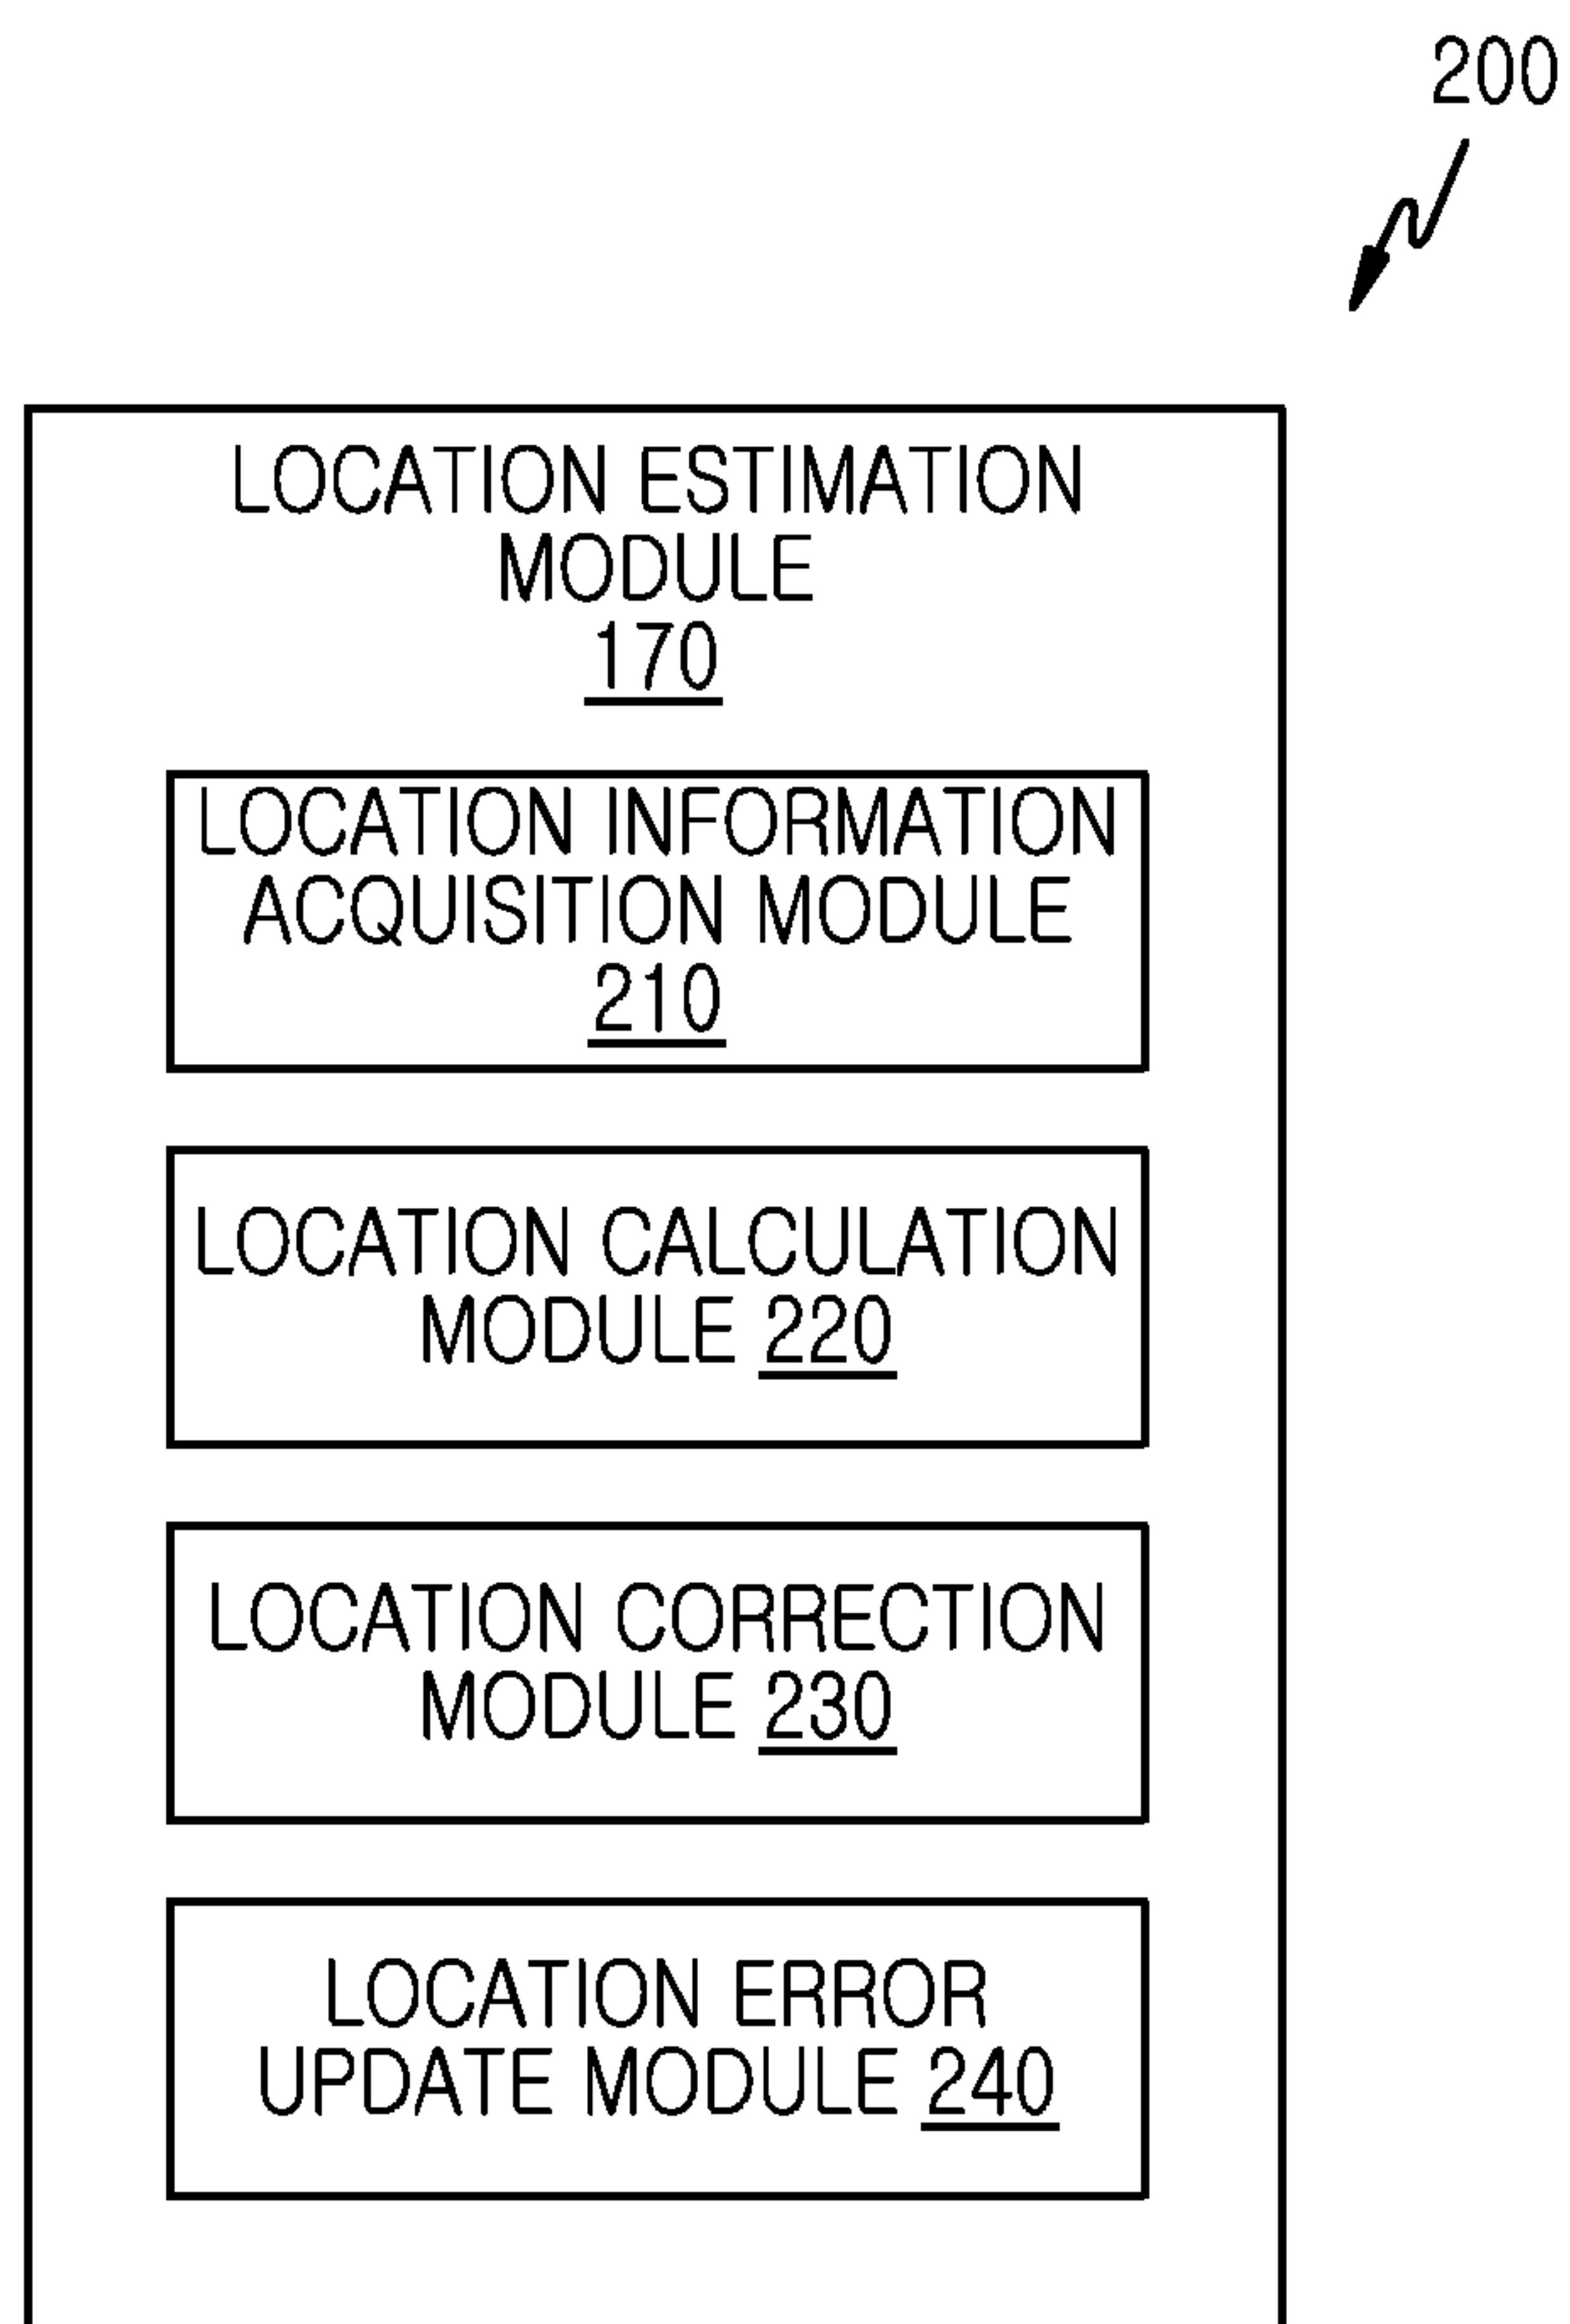 200
LOCATION ESTIMATION
MODULE
170
LOCATION INFORMATION
ACQUISITION MODULE
210
LOCATION CALCULATION
MODULE 220
LOCATION CORRECTION
MODULE 230
LOCATION ERROR
UPDATE MODULE 240